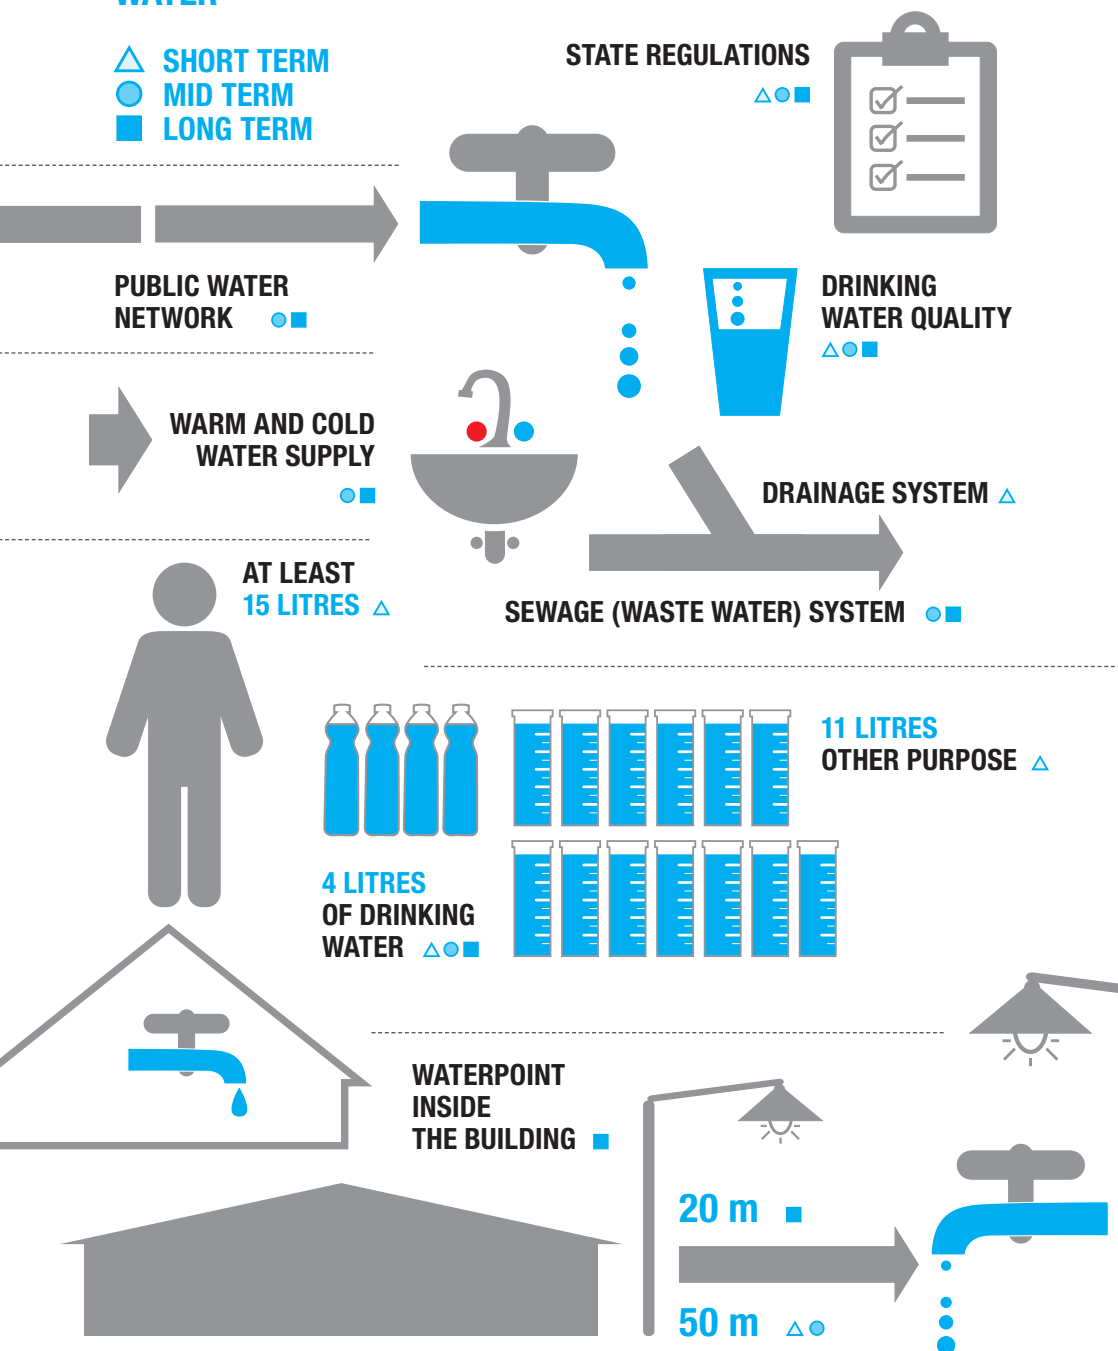 WATER
SHORT TERM
MID TERM
LONG TERM
STATE REGULATIONS
PUBLIC WATER
NETWORK
DRINKING
WATER QUALITY
WARM AND COLD
WATER SUPPLY
DRAINAGE SYSTEM
SEWAGE (WASTE WATER) SYSTEM
AT LEAST
15 LITRES
11 LITRES
OTHER PURPOSE
4 LITRES
OF DRINKING
WATER
WATERPOINT
INSIDE
THE BUILDING
20 m
50 m